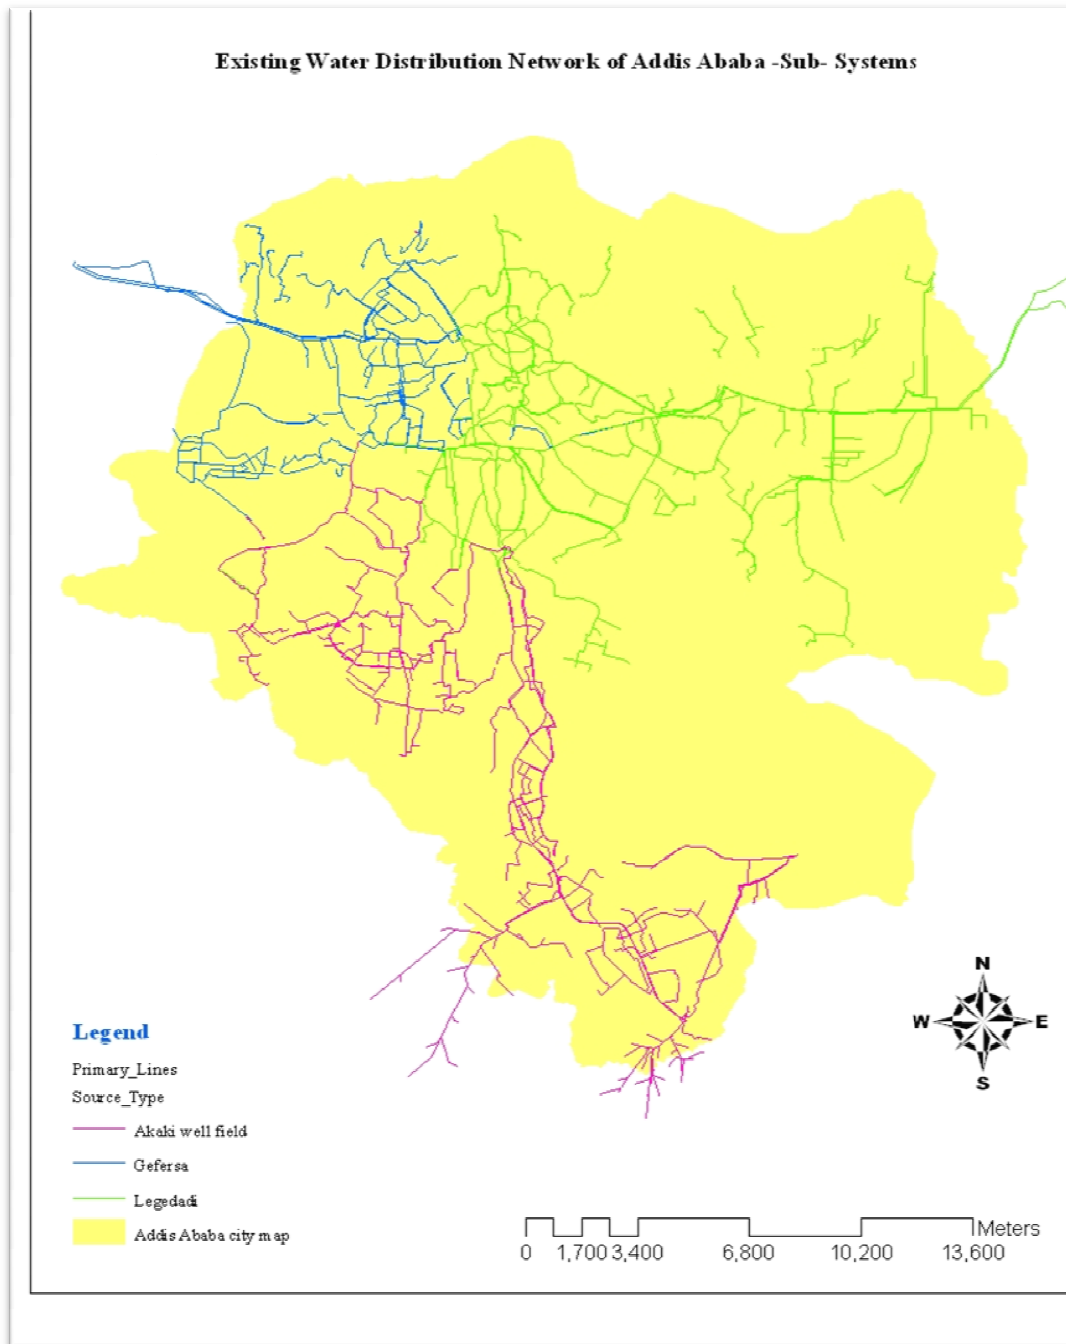 Existing Water Distribution Network of Addis Ababa -Sub- Systems
N
W E
S
Legend
Primary_Lines
Source_Type
Akaki well field
Gefersa
Legedadi
Addis Ababa city map
Meters
0 1,700 3,400 6,800 10,200 13,600